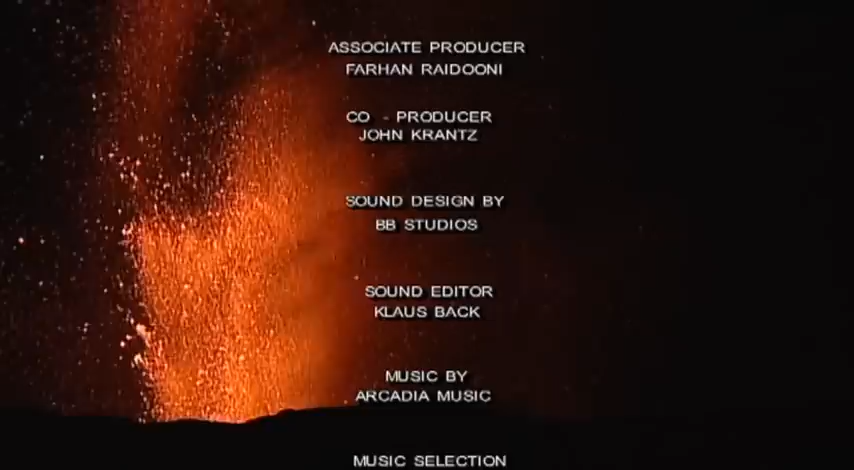 ASSOCIATE PRODUCER
FARHAN RAIDOONI
CO - PRODUCER
JOHN KRANTZ
SOUND DESIGN BY
BB STUDIOS
SOUND EDITOR
KLAUS BACK
MUSIC BY
ARCADIA MUSIC
MUSIC SELECTION